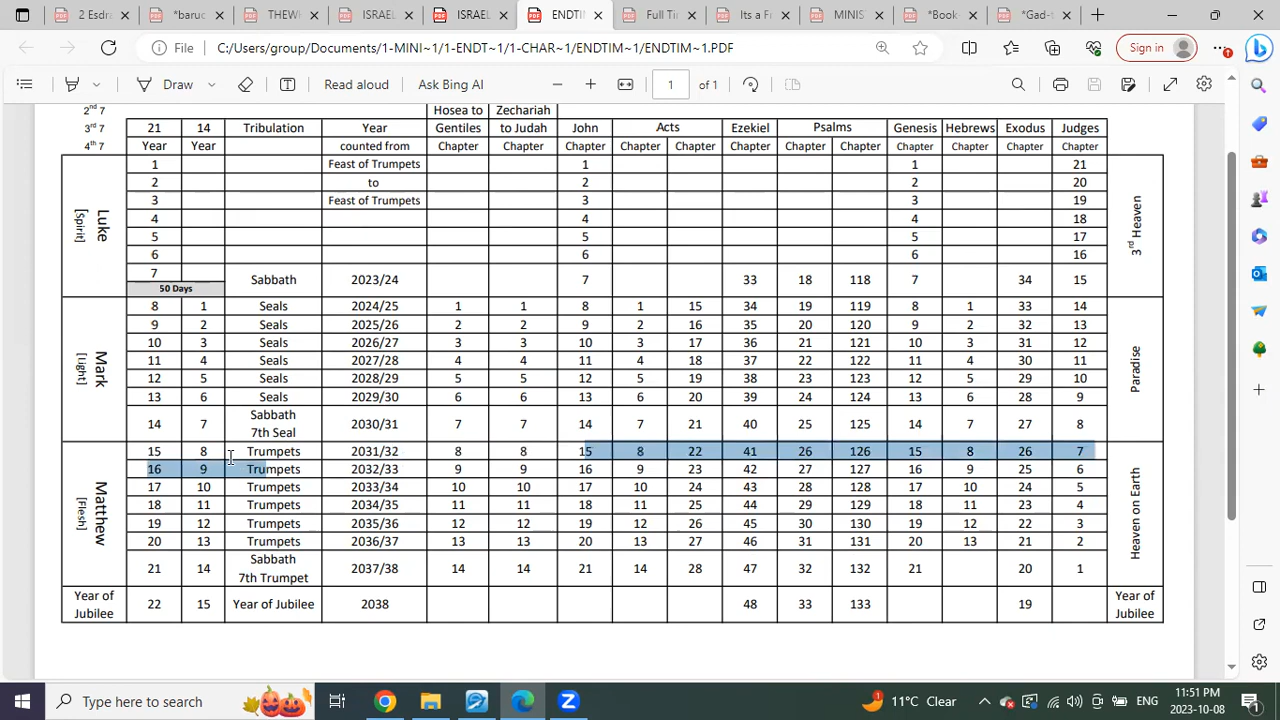 2 Esdra
*baruc
THEW
ISRAEL
ISRAEL
ENDTIM
Full Tim
Its a Fr
MINIS
*Book
*Gad-t
File C:/Users/group/Documents/1-MINI~1/1-ENDT~1/1-CHAR~1/ENDTIM~1/ENDTIM~1.PDF Sign in
Draw Read aloud Ask Bing AI 1 of 1
2nd 7 Hosea to Zechariah
3rd 7 21 14 Tribulation Year Gentiles to Judah John Acts Ezekiel Psalms Genesis Hebrews Exodus Judges
4th 7 Year Year counted from Chapter Chapter Chapter Chapter Chapter Chapter Chapter Chapter Chapter Chapter Chapter Chapter
Luke [Spirit]
1 Feast of Trumpets 1 1 21
2 to 2 2 20
3 Feast of Trumpets 3 3 19
4 4 4 18
5 5 5 17
6 6 6 16
7 Sabbath 2023/24 7 33 18 118 7 34 15
50 Days
3rd Heaven
Mark [Light]
8 1 Seals 2024/25 1 1 8 1 15 34 19 119 8 1 33 14
9 2 Seals 2025/26 2 2 9 2 16 35 20 120 9 2 32 13
10 3 Seals 2026/27 3 3 10 3 17 36 21 121 10 3 31 12
11 4 Seals 2027/28 4 4 11 4 18 37 22 122 11 4 30 11
12 5 Seals 2028/29 5 5 12 5 19 38 23 123 12 5 29 10
13 6 Seals 2029/30 6 6 13 6 20 39 24 124 13 6 28 9
14 7 Sabbath 7th Seal 2030/31 7 7 14 7 21 40 25 125 14 7 27 8
Paradise
Matthew [Flesh]
15 8 Trumpets 2031/32 8 8 15 8 22 41 26 126 15 8 26 7
16 9 Trumpets 2032/33 9 9 16 9 23 42 27 127 16 9 25 6
17 10 Trumpets 2033/34 10 10 17 10 24 43 28 128 17 10 24 5
18 11 Trumpets 2034/35 11 11 18 11 25 44 29 129 18 11 23 4
19 12 Trumpets 2035/36 12 12 19 12 26 45 30 130 19 12 22 3
20 13 Trumpets 2036/37 13 13 20 13 27 46 31 131 20 13 21 2
21 14 Sabbath 7th Trumpet 2037/38 14 14 21 14 28 47 32 132 21 20 1
Heaven on Earth
Year of Jubilee 22 15 Year of Jubilee 2038 48 33 133 19 Year of Jubilee
Type here to search 11°C Clear ENG 11:51 PM
2023-10-08